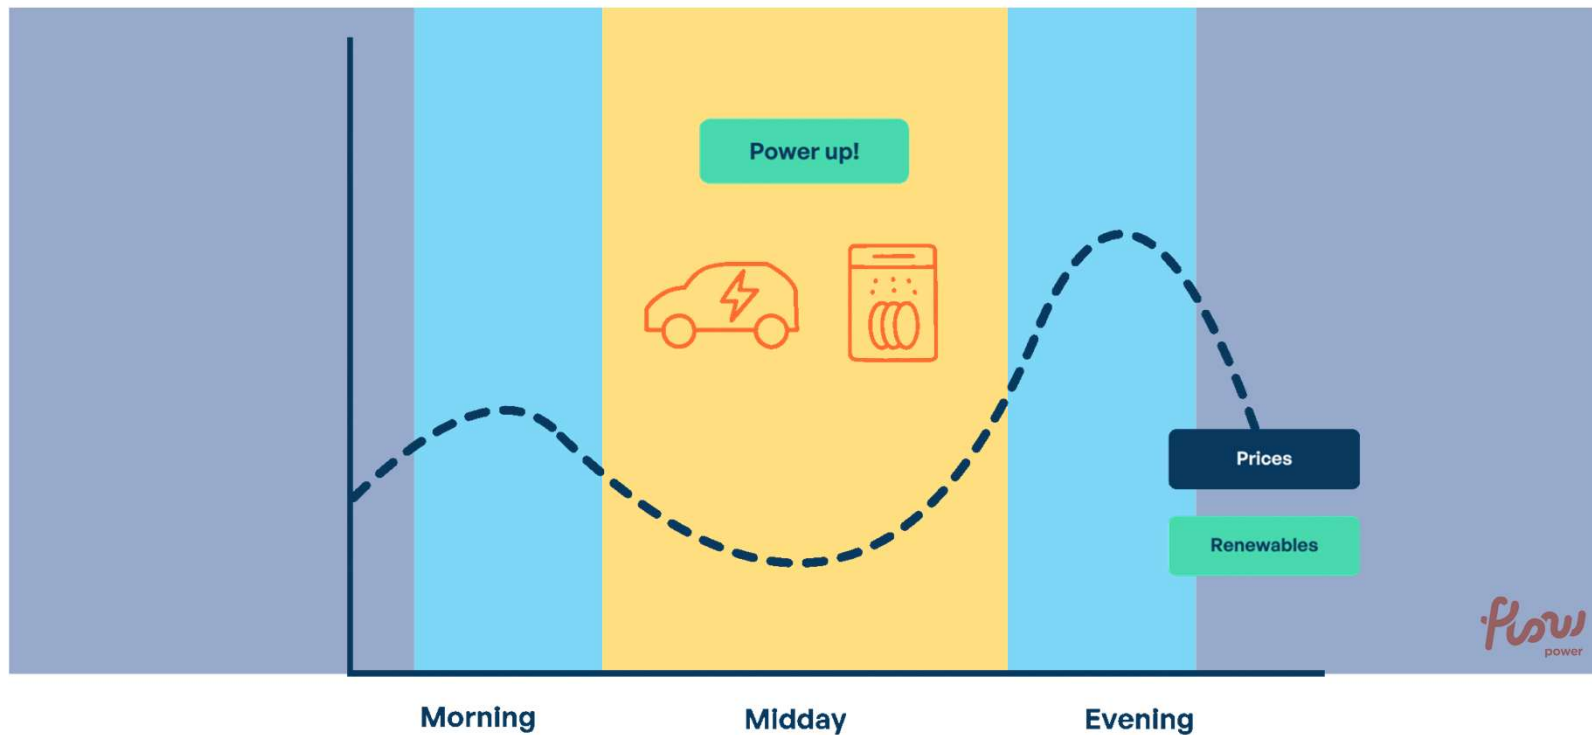 Power up!
Prices
Renewables
flow
power
Morning
Midday
Evening